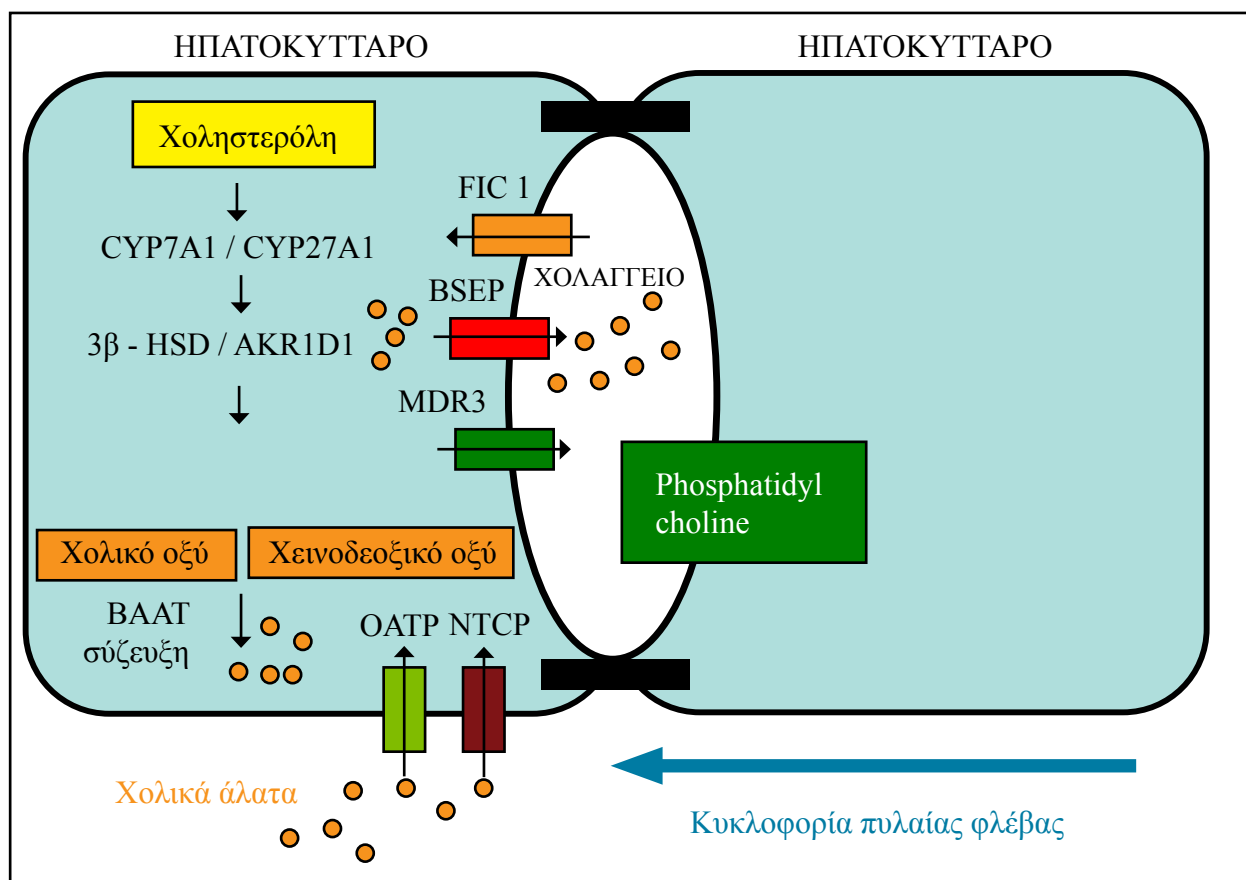 ΗΠΑΤΟΚΥΤΤΑΡΟ
ΗΠΑΤΟΚΥΤΤΑΡΟ
Χοληστερόλη
FIC 1
CYP7A1 / CYP27A1
ΧΟΛΑΓΓΕΙΟ
BSEP
3β - HSD / AKR1D1
MDR3
Phosphatidyl
choline
Χολικό οξύ
Χεινοδεοξικό οξύ
BAAT
σύζευξη
OATP
NTCP
Χολικά άλατα
Κυκλοφορία πυλαίας φλέβας